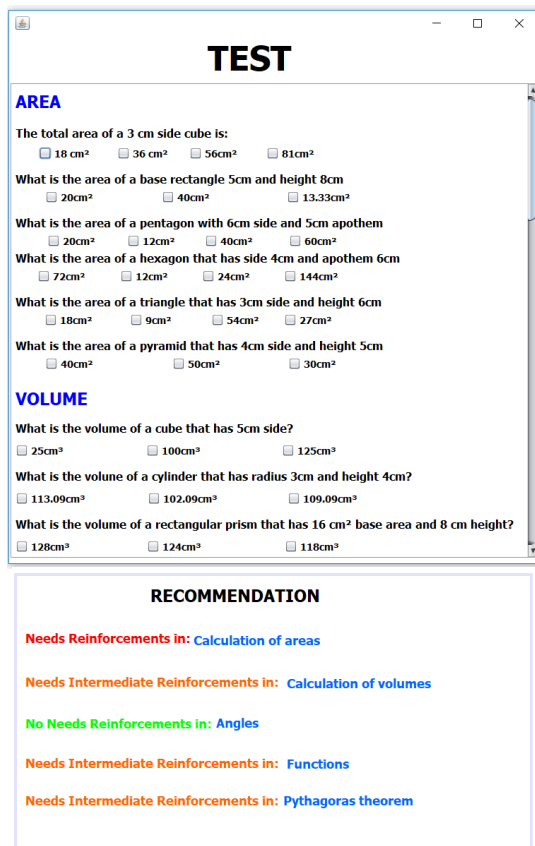 TEST
AREA
The total area of a 3 cm side cube is:
18 cm² 36 cm² 56cm² 81cm²
What is the area of a base rectangle 5cm and height 8cm
20cm² 40cm² 13.33cm²
What is the area of a pentagon with 6cm side and 5cm apothem
20cm² 12cm² 40cm² 60cm²
What is the area of a hexagon that has side 4cm and apothem 6cm
72cm² 12cm² 24cm² 144cm²
What is the area of a triangle that has 3cm side and height 6cm
18cm² 9cm² 54cm² 27cm²
What is the area of a pyramid that has 4cm side and height 5cm
40cm² 50cm² 30cm²
VOLUME
What is the volume of a cube that has 5cm side?
25cm³ 100cm³ 125cm³
What is the volune of a cylinder that has radius 3cm and height 4cm?
113.09cm³ 102.09cm³ 109.09cm³
What is the volume of a rectangular prism that has 16 cm² base area and 8 cm height?
128cm³ 124cm³ 118cm³
RECOMMENDATION
Needs Reinforcements in: Calculation of areas
Needs Intermediate Reinforcements in: Calculation of volumes
No Needs Reinforcements in: Angles
Needs Intermediate Reinforcements in: Functions
Needs Intermediate Reinforcements in: Pythagoras theorem